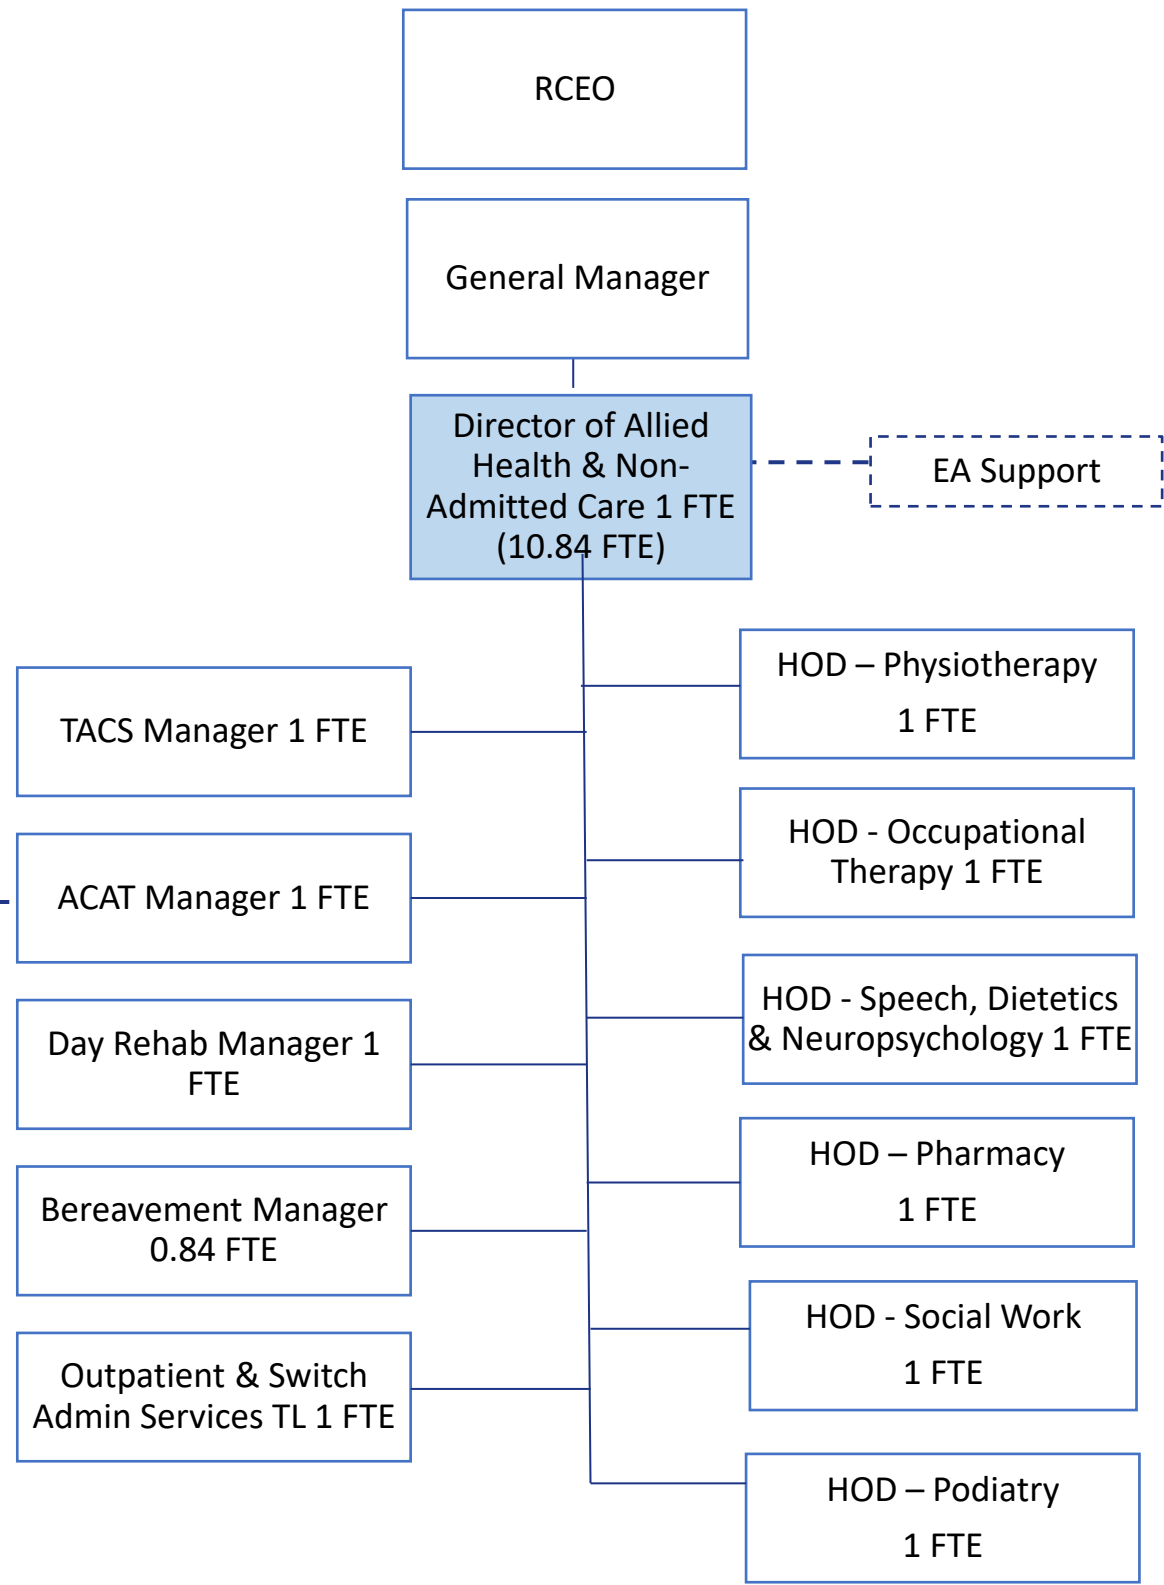 RCEO
General Manager
Director of Allied
Health & Non-
Admitted Care 1 FTE
(10.84 FTE)
EA Support
TACS Manager 1 FTE
ACAT Manager 1 FTE
Day Rehab Manager 1
FTE
Bereavement Manager
0.84 FTE
Outpatient & Switch
Admin Services TL 1 FTE
HOD – Physiotherapy
1 FTE
HOD - Occupational
Therapy 1 FTE
HOD - Speech, Dietetics
& Neuropsychology 1 FTE
HOD – Pharmacy
1 FTE
HOD - Social Work
1 FTE
HOD – Podiatry
1 FTE